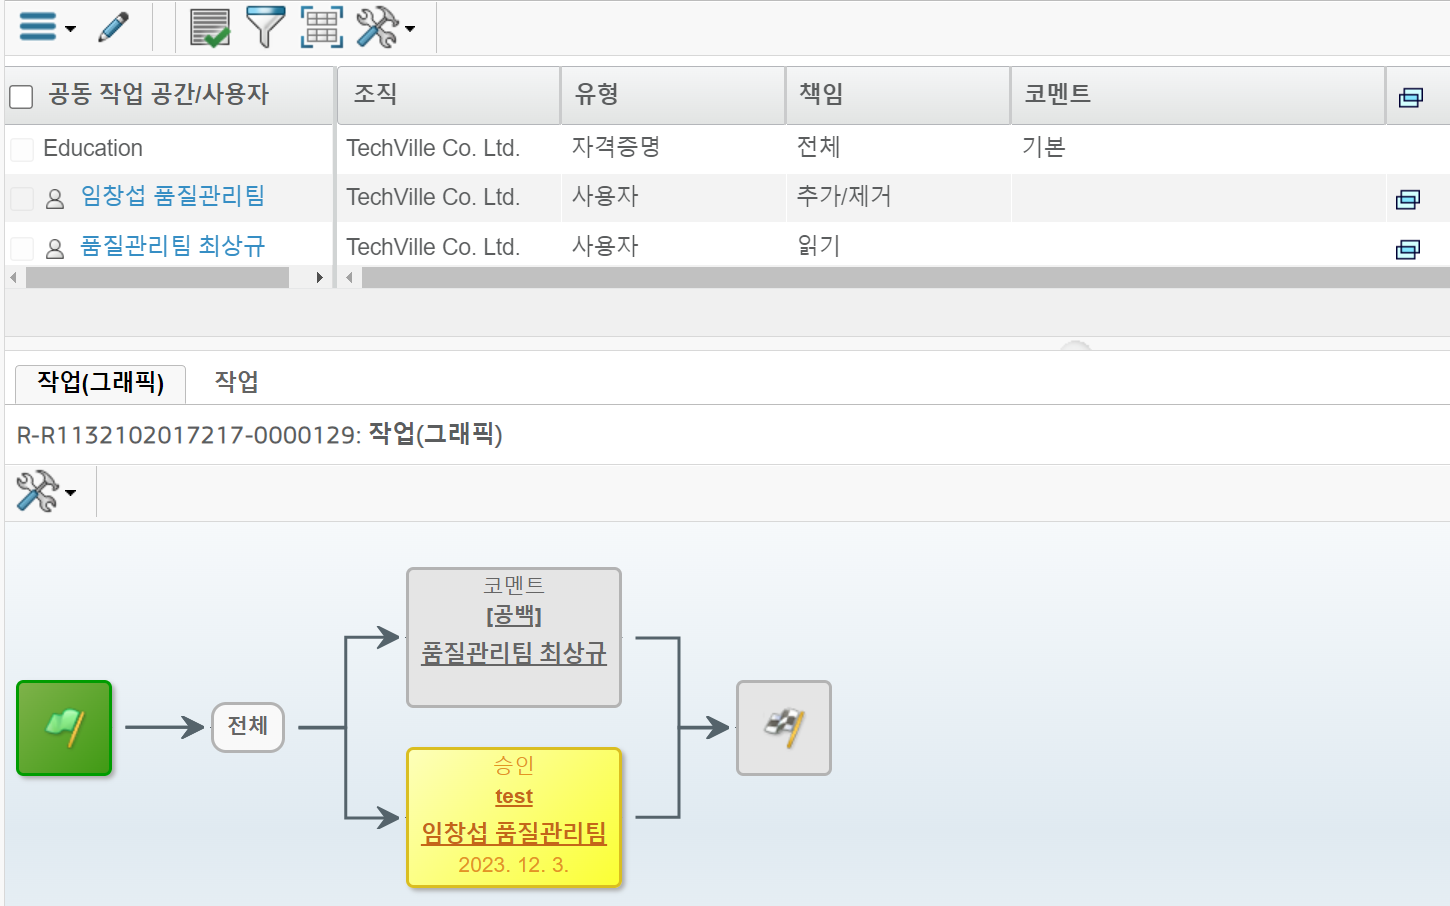 공동 작업 공간/사용자 조직 유형 책임 코멘트
Education TechVille Co. Ltd. 자격증명 전체 기본
임창섭 품질관리팀 TechVille Co. Ltd. 사용자 추가/제거
품질관리팀 최상규 TechVille Co. Ltd. 사용자 읽기
작업(그래픽) 작업
R-R1132102017217-0000129: 작업(그래픽)
코멘트
[공백]
품질관리팀 최상규
전체
승인
test
임창섭 품질관리팀
2023. 12. 3.